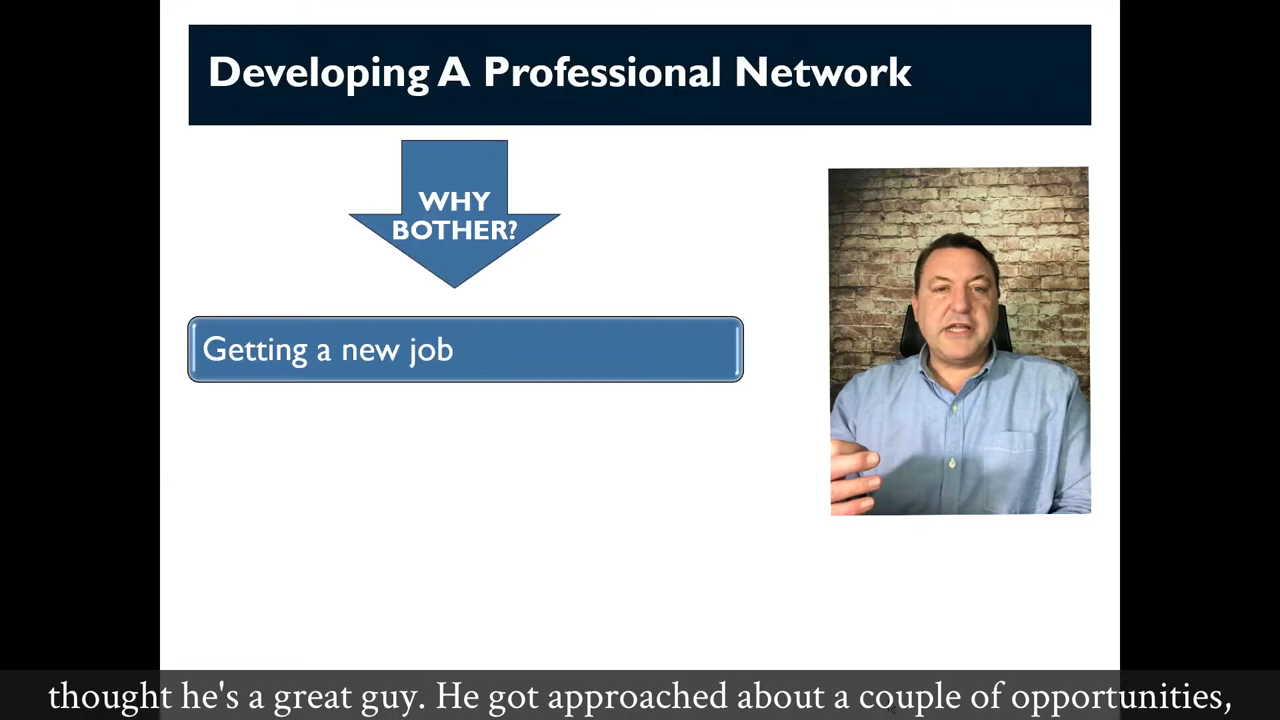 Developing A Professional Network
WHY
BOTHER?
Getting a new job
thought he's a great guy. He got approached about a couple of opportunities,